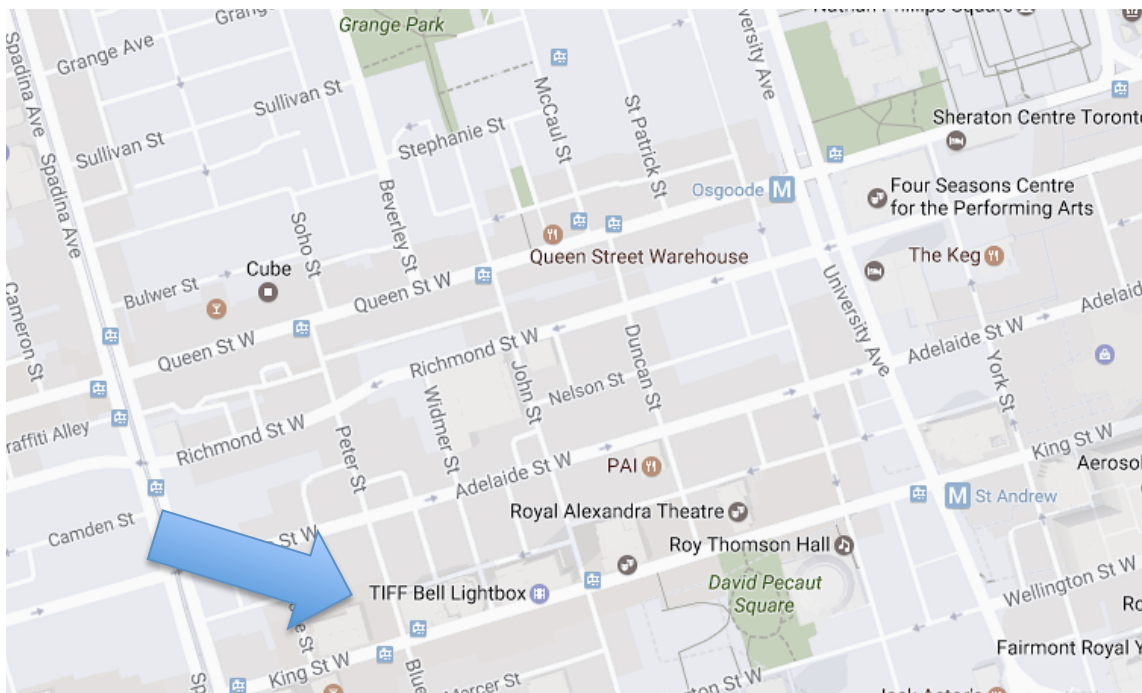 Grange Park
Grange Ave
Spadina Ave
Sullivan St
Sullivan St
Stephanie St
McCaul St
St Patrick St
University Ave
Sheraton Centre Toronto
Osgoode
M
Four Seasons Centre
for the Performing Arts
Spadina Ave
Beverley St
Soho St
Queen Street Warehouse
The Keg
Cube
Bulwer St
Queen St W
University Ave
Adelaide St W
Cameron St
Queen St W
Richmond St W
Duncan St
York St
John St
Nelson St
Widmer St
Richmond St W
Peter St
Adelaide St W
PAI
King St W
St Andrew
M
Camden St
St W
Royal Alexandra Theatre
Roy Thomson Hall
David Pecaut
Square
TIFF Bell Lightbox
Wellington St W
Fairmont Royal Y
King St W
Mercer St